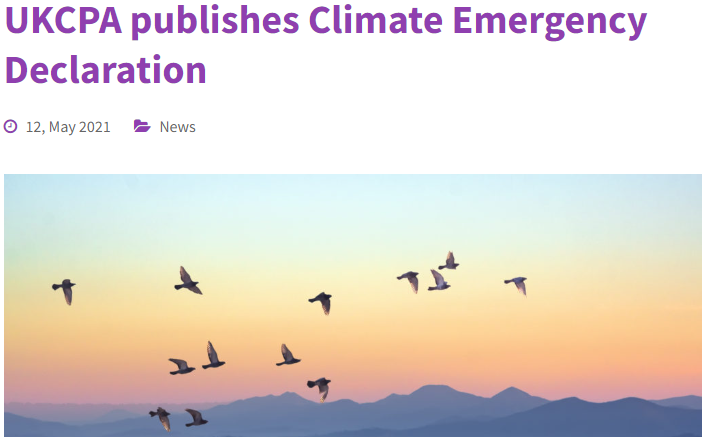 UKCPA publishes Climate Emergency
Declaration
12, May 2021 News